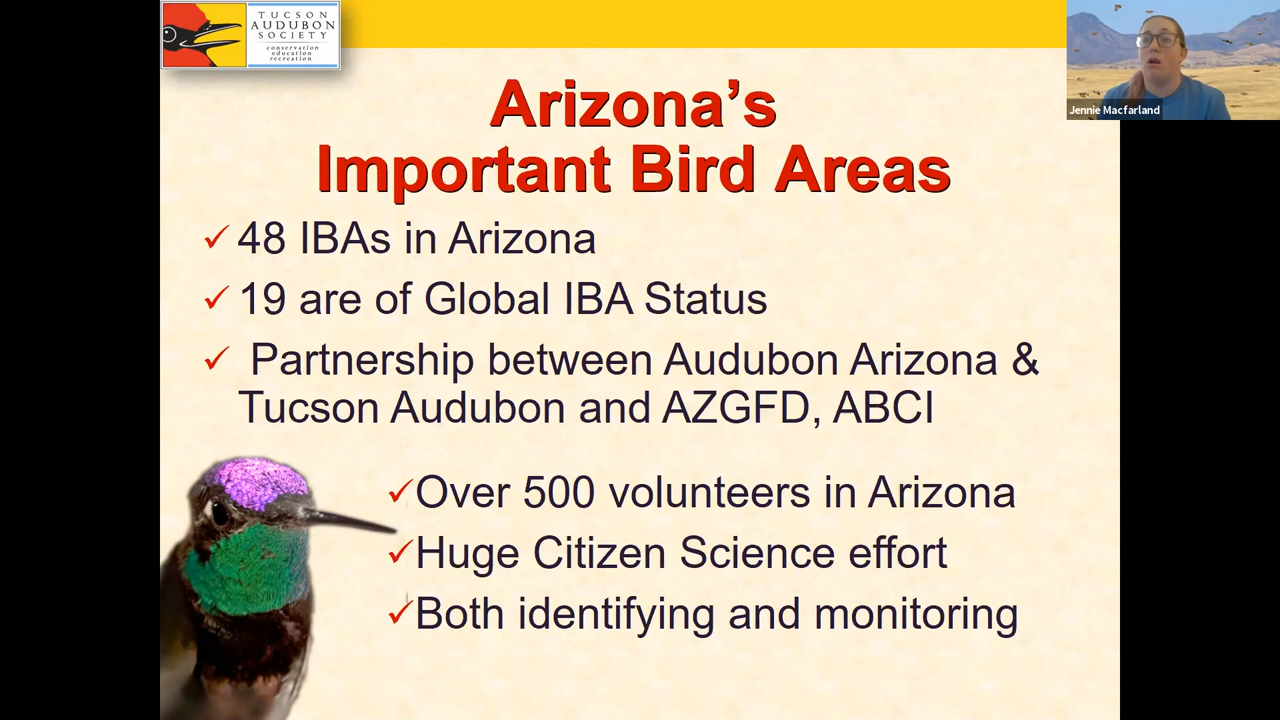 TUCSON
AUDUBON
SOCIETY
conservation
education
recreation
Jennie Macfarland
Arizona's
Important Bird Areas
48 IBAs in Arizona
19 are of Global IBA Status
Partnership between Audubon Arizona &
Tucson Audubon and AZGFD, ABCI
Over 500 volunteers in Arizona
Huge Citizen Science effort
Both identifying and monitoring